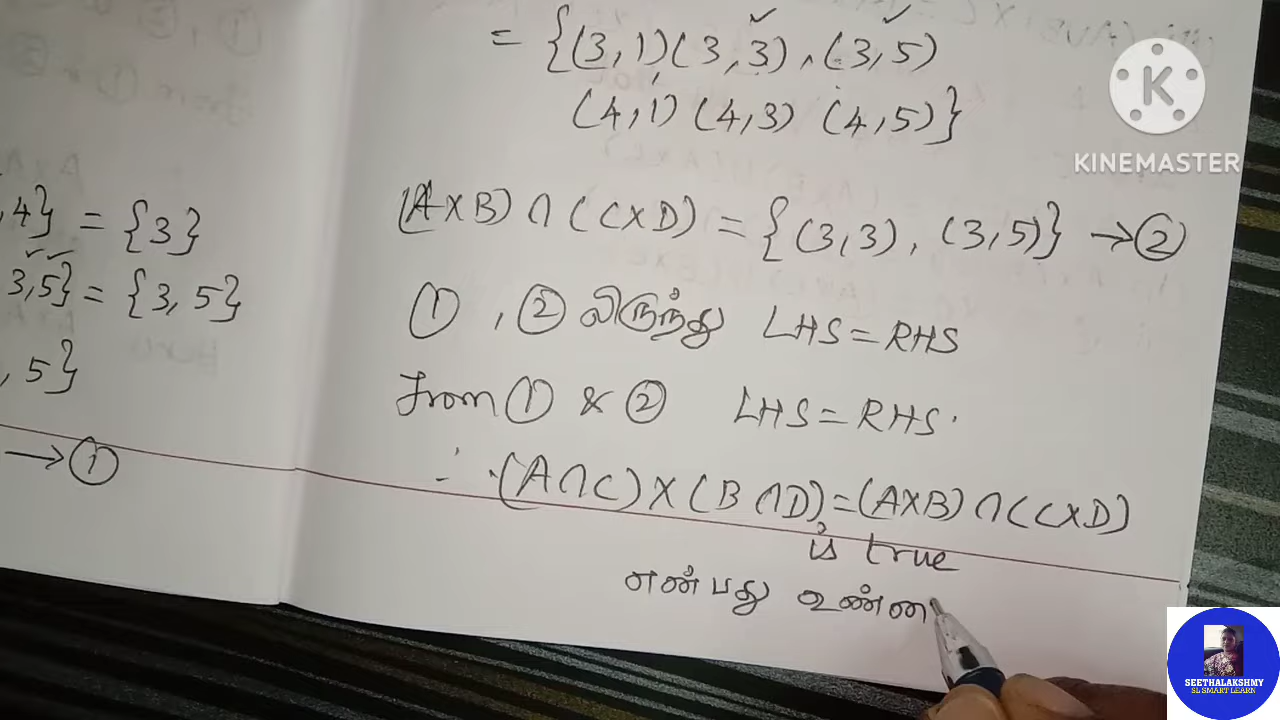 = {(3,1)(3,3),(3,5)
(4,1)(4,3)(4,5)}
,4} = {3}
3,5} = {3,5}
, 5}
→ ①
(A×B)∩(C×D) = {(3,3), (3,5)} → ②
①, ② லிருந்து LHS = RHS
From ① & ② LHS = RHS.
∴ (A∩C)×(B∩D) = (A×B)∩(C×D)
is true
என்பது உண்
KINEMASTER
SEETHALAKSHMY
SL SMART LEARN